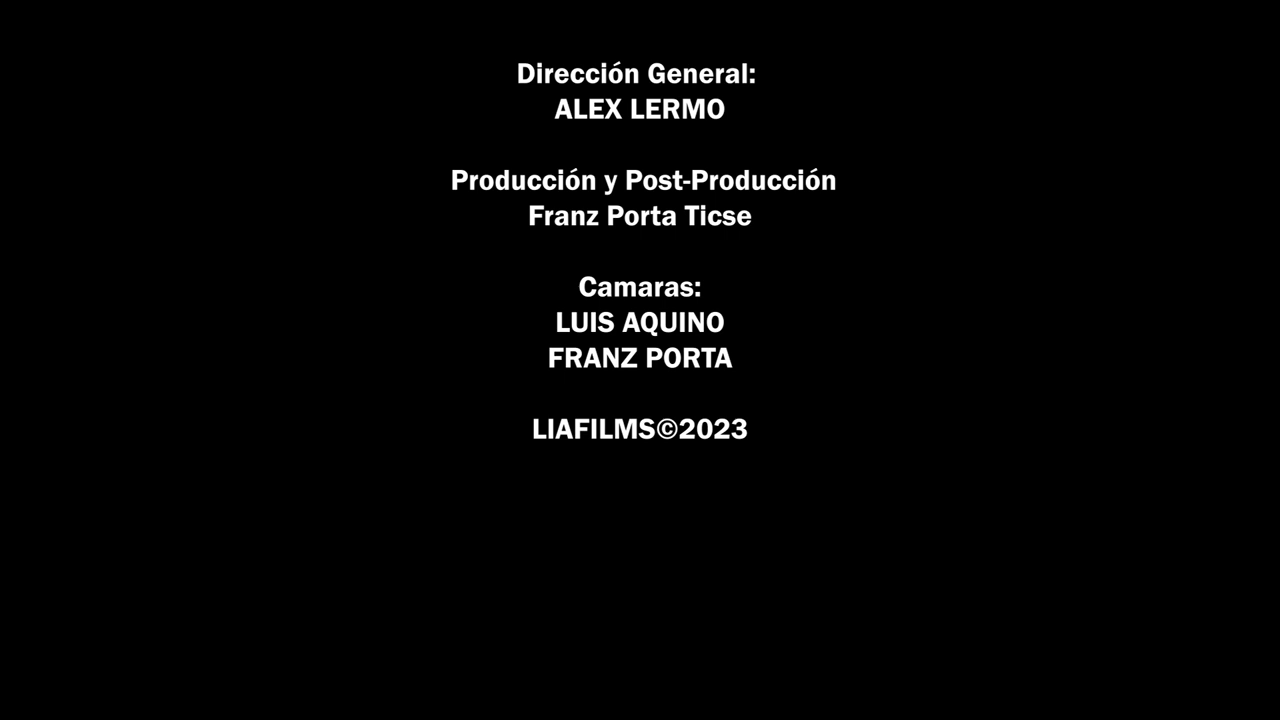 Dirección General:
ALEX LERMO
Producción y Post-Producción
Franz Porta Ticse
Camaras:
LUIS AQUINO
FRANZ PORTA
LIAFILMS©2023